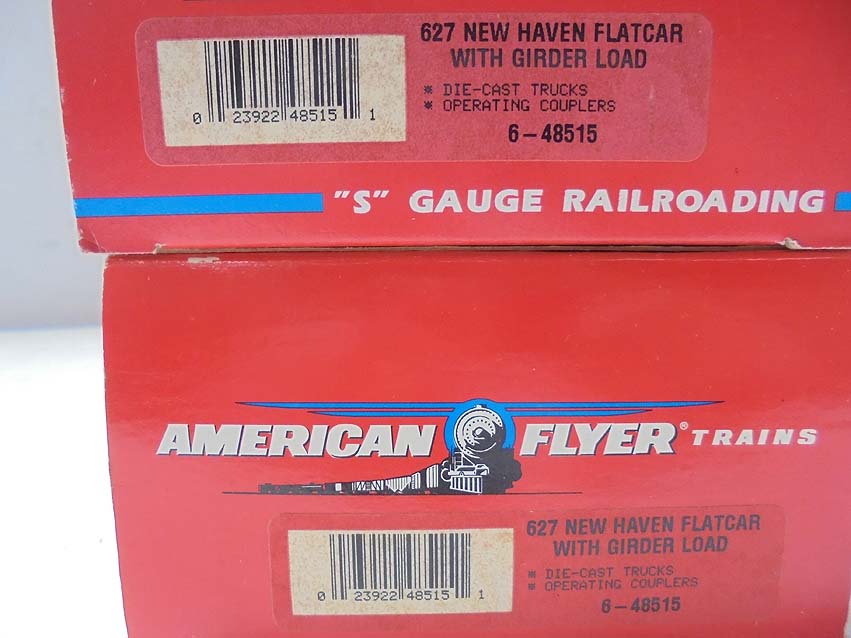 627 NEW HAVEN FLATCAR
WITH GIRDER LOAD
* DIE-CAST TRUCKS
* OPERATING COUPLERS
6-48515
0 23922 48515 1
"S" GAUGE RAILROADING
AMERICAN FLYER® TRAINS
627 NEW HAVEN FLATCAR
WITH GIRDER LOAD
* DIE-CAST TRUCKS
* OPERATING COUPLERS
6-48515
0 23922 48515 1